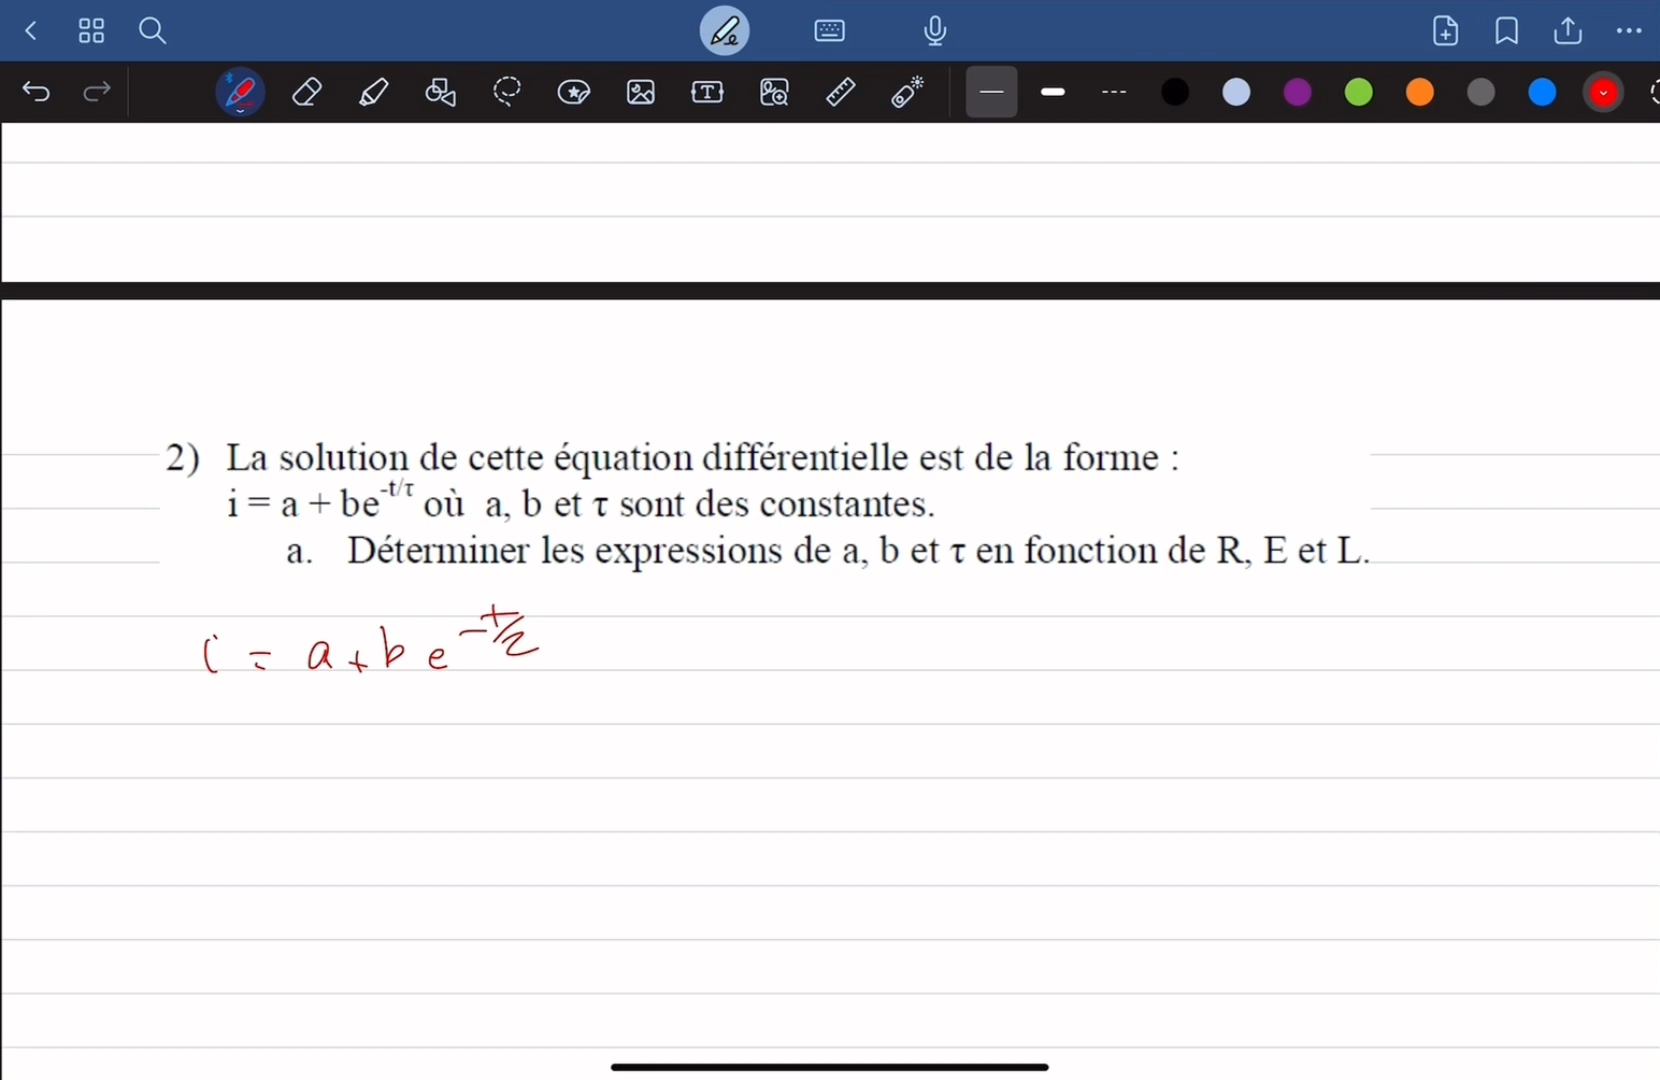 2) La solution de cette équation différentielle est de la forme :
i = a + be^-t/τ où a, b et τ sont des constantes.
a. Déterminer les expressions de a, b et τ en fonction de R, E et L.
i = a + b e^-t/τ